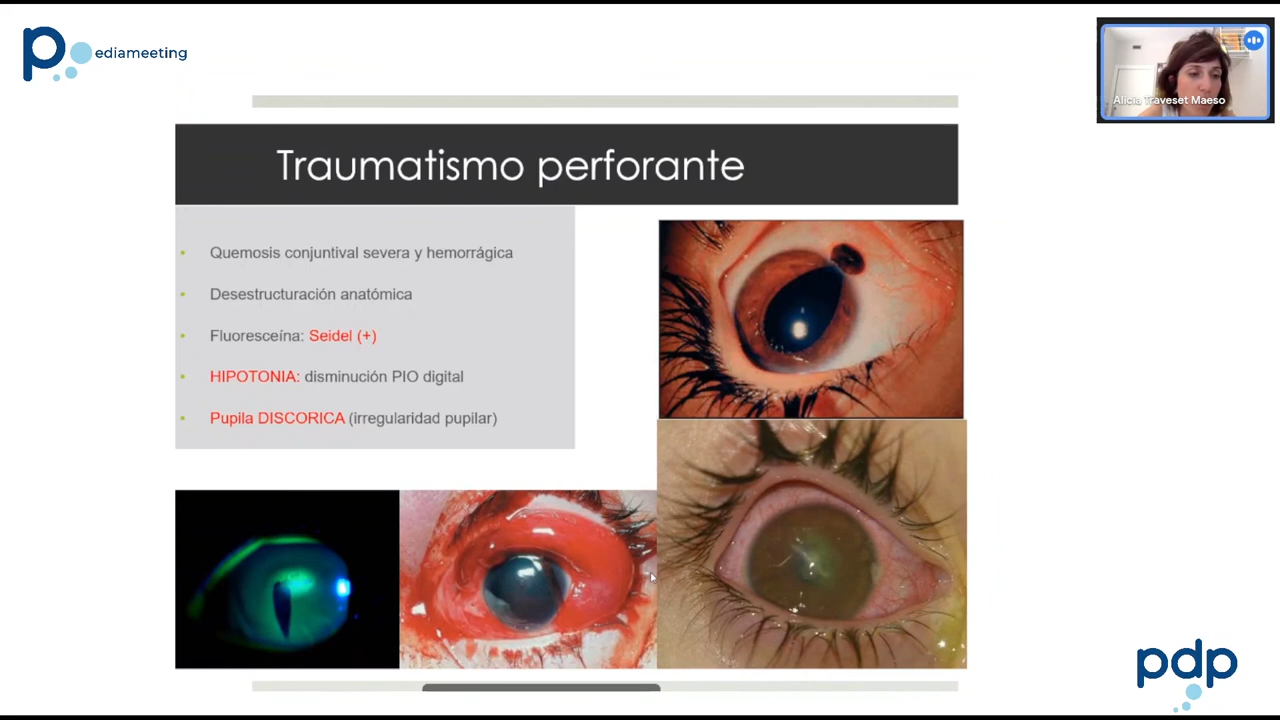 pediameeting
Alicia Traveset Maeso
Traumatismo perforante
Quemosis conjuntival severa y hemorrágica
Desestructuración anatómica
Fluoresceína: Seidel (+)
HIPOTONIA: disminución PIO digital
Pupila DISCORICA (irregularidad pupilar)
pdp